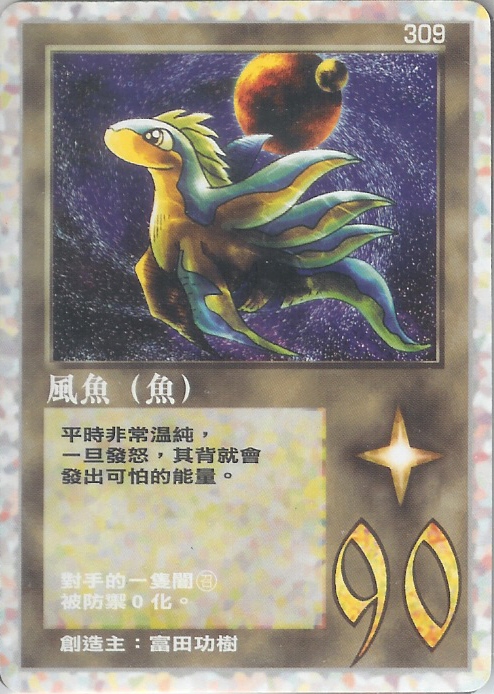 309
風魚（魚）
平時非常温純，
一旦發怒，其背就會
發出可怕的能量。
對手的一隻闇
被防禦0化。
創造主：富田功樹
90